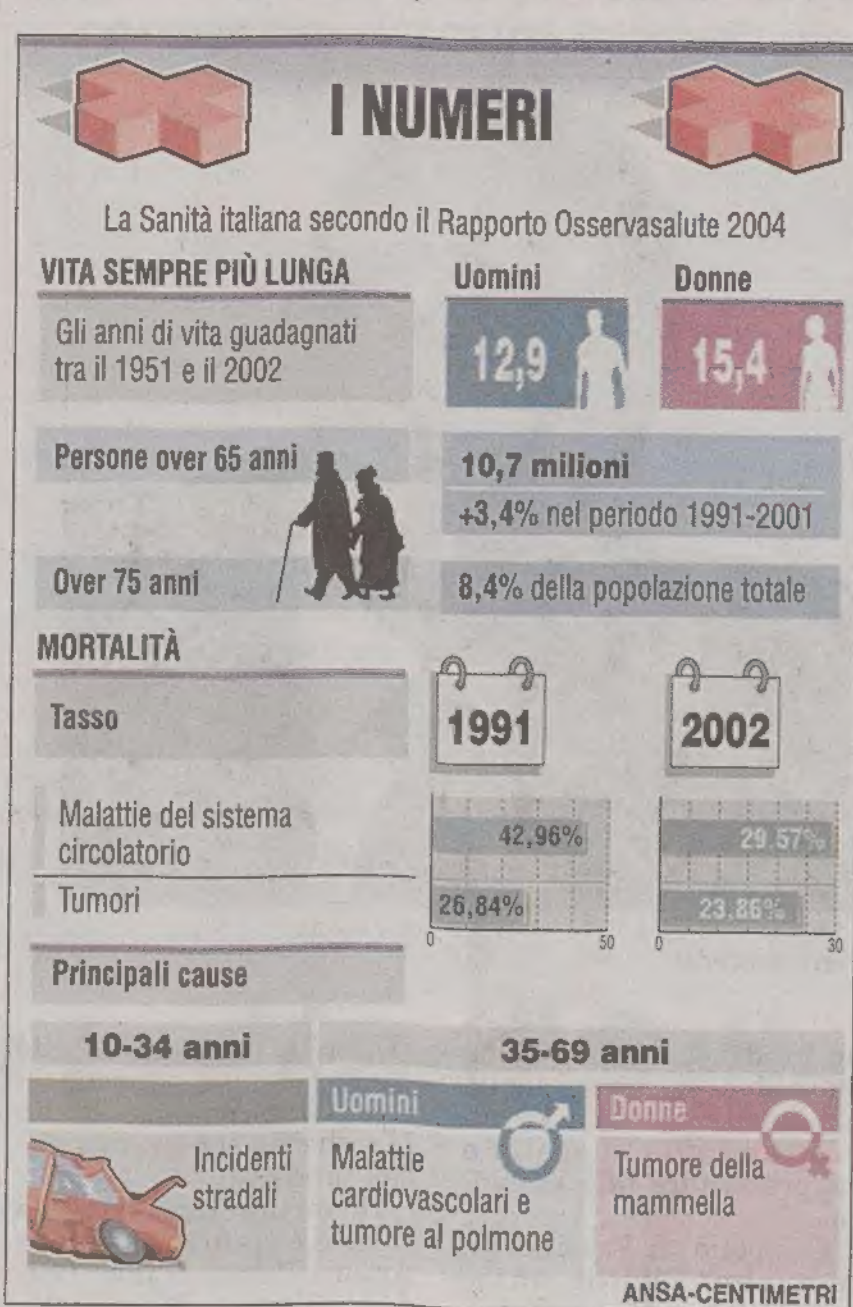 I NUMERI
La Sanità italiana secondo il Rapporto Osservasalute 2004
VITA SEMPRE PIÙ LUNGA
Uomini
Donne
Gli anni di vita guadagnati
tra il 1951 e il 2002
12,9
15,4
Persone over 65 anni
10,7 milioni
+3,4% nel periodo 1991-2001
Over 75 anni
8,4% della popolazione totale
MORTALITÀ
Tasso
1991
2002
Malattie del sistema
circolatorio
42,96%
29.57%
Tumori
26,84%
23.86%
0
50
0
30
Principali cause
10-34 anni
35-69 anni
Uomini
Donne
Incidenti
stradali
Malattie
cardiovascolari e
tumore al polmone
Tumore della
mammella
ANSA-CENTIMETRI